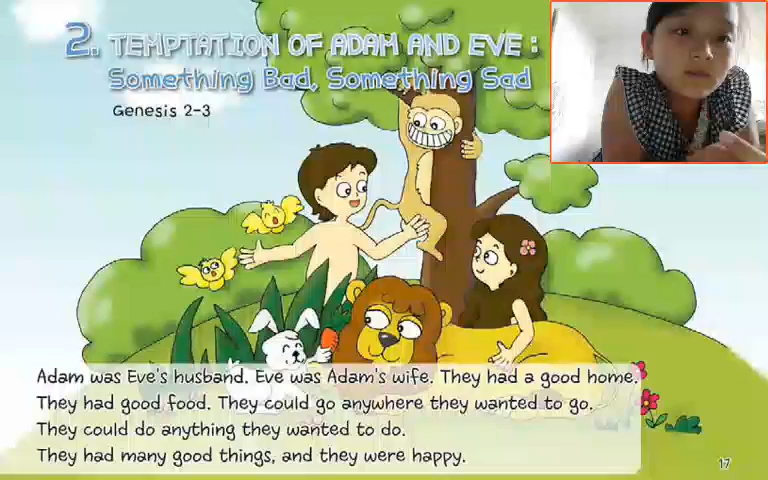 2. TEMPTATION OF ADAM AND EVE :
Something Bad, Something Sad
Genesis 2-3
Adam was Eve's husband. Eve was Adam's wife. They had a good home.
They had good food. They could go anywhere they wanted to go.
They could do anything they wanted to do.
They had many good things, and they were happy.
17